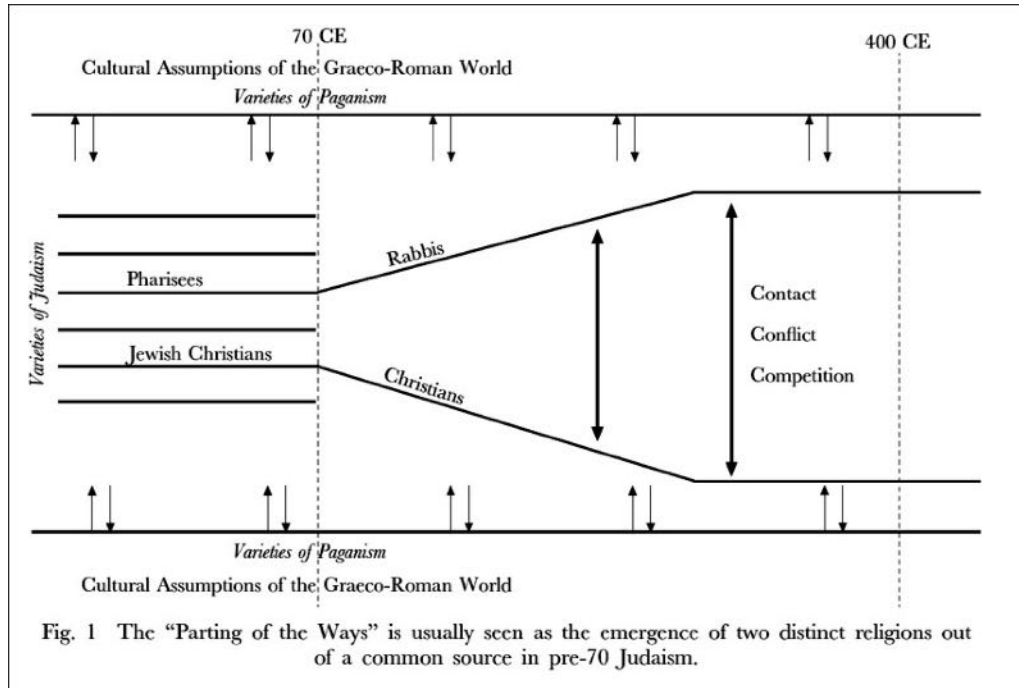 70 CE
400 CE
Cultural Assumptions of the Graeco-Roman World
Varieties of Paganism
Varieties of Judaism
Pharisees
Jewish Christians
Rabbis
Christians
Contact
Conflict
Competition
Varieties of Paganism
Cultural Assumptions of the Graeco-Roman World
Fig. 1 The “Parting of the Ways” is usually seen as the emergence of two distinct religions out
of a common source in pre-70 Judaism.